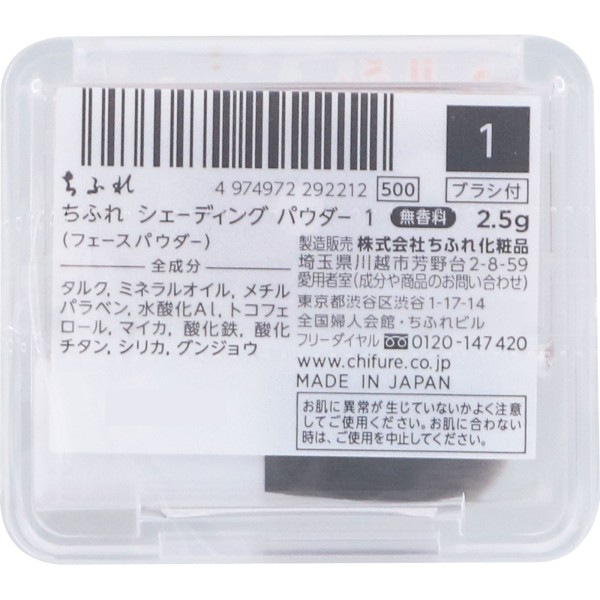 1
ちふれ
4 974972 292212 500 ブラシ付
ちふれ シェーディング パウダー 1 無香料 2.5g
(フェースパウダー)
全成分
タルク, ミネラルオイル, メチル
パラベン, 水酸化Al, トコフェ
ロール, マイカ, 酸化鉄, 酸化
チタン, シリカ, グンジョウ
製造販売 株式会社ちふれ化粧品
埼玉県川越市芳野台2-8-59
愛用者室(成分や商品のお問い合わせ)
東京都渋谷区渋谷1-17-14
全国婦人会館・ちふれビル
フリーダイヤル 0120-147420
www.chifure.co.jp
MADE IN JAPAN
お肌に異常が生じていないかよく注意
してご使用ください。お肌に合わない
時は、ご使用を中止してください。